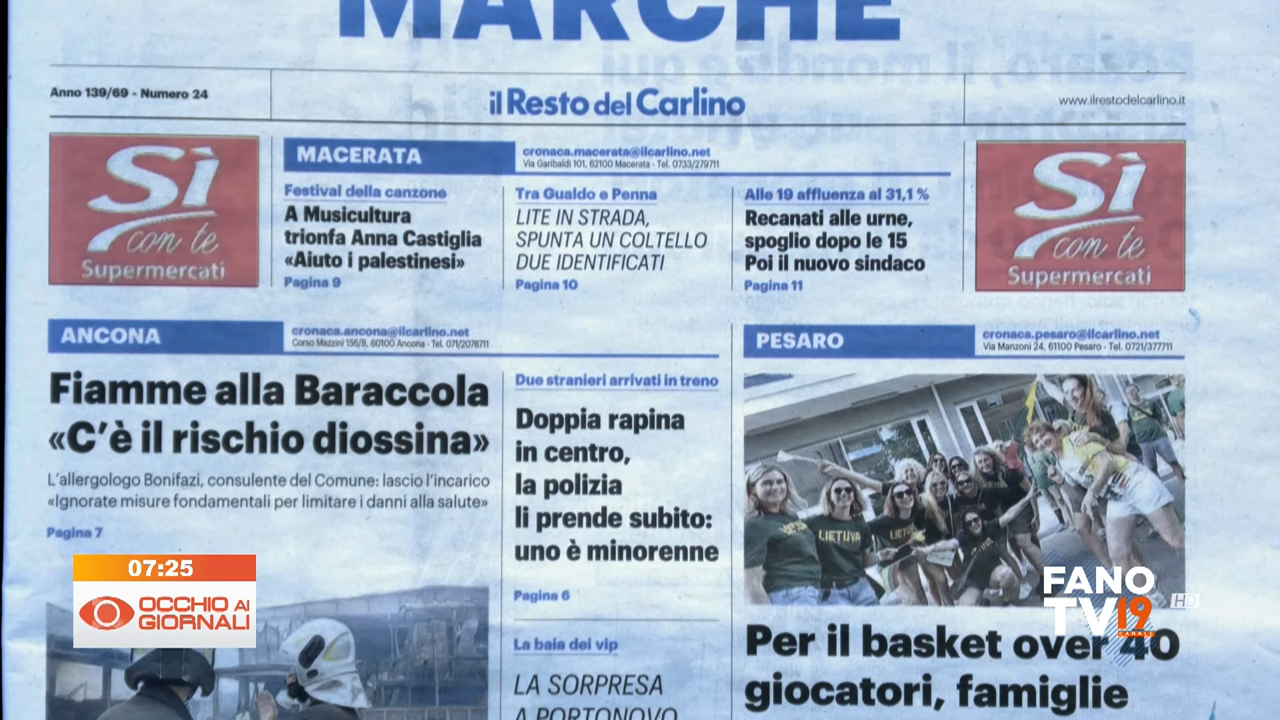 MARCHE
Anno 139/69 - Numero 24
il Resto del Carlino
www.ilrestodelcarlino.it
Sì
con te
Supermercati
MACERATA
cronaca.macerata@ilcarlino.net
Via Garibaldi 101, 62100 Macerata - Tel. 0733/279711
Festival della canzone
A Musicultura
trionfa Anna Castiglia
«Aiuto i palestinesi»
Pagina 9
Tra Gualdo e Penna
LITE IN STRADA,
SPUNTA UN COLTELLO
DUE IDENTIFICATI
Pagina 10
Alle 19 affluenza al 31,1 %
Recanati alle urne,
spoglio dopo le 15
Poi il nuovo sindaco
Pagina 11
Sì
con te
Supermercati
ANCONA
cronaca.ancona@ilcarlino.net
Corso Mazzini 156/8, 60100 Ancona - Tel. 071/2078711
Fiamme alla Baraccola
«C'è il rischio diossina»
L'allergologo Bonifazi, consulente del Comune: lascio l'incarico
«Ignorate misure fondamentali per limitare i danni alla salute»
Pagina 7
Due stranieri arrivati in treno
Doppia rapina
in centro,
la polizia
li prende subito:
uno è minorenne
Pagina 6
La baia dei vip
LA SORPRESA
A PORTONOVO
PESARO
cronaca.pesaro@ilcarlino.net
Via Manzoni 24, 61100 Pesaro - Tel. 0721/377711
LIETUVA
Per il basket over 40
giocatori, famiglie
07:25
OCCHIO AI
GIORNALI
FANO
TV 19
CANALE
HD